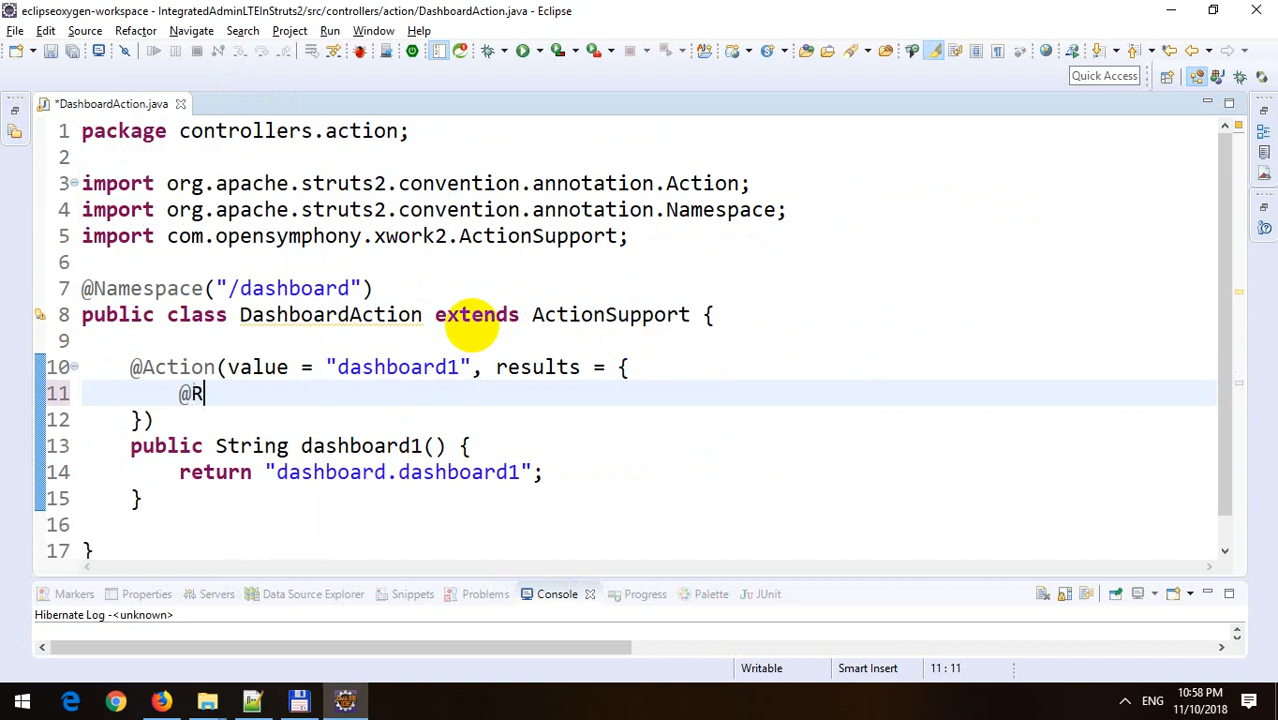 eclipseoxygen-workspace - IntegratedAdminLTEInStruts2/src/controllers/action/DashboardAction.java - Eclipse
File Edit Source Refactor Navigate Search Project Run Window Help
Quick Access
*DashboardAction.java
1 package controllers.action;
2
3 import org.apache.struts2.convention.annotation.Action;
4 import org.apache.struts2.convention.annotation.Namespace;
5 import com.opensymphony.xwork2.ActionSupport;
6
7 @Namespace("/dashboard")
8 public class DashboardAction extends ActionSupport {
9
10 @Action(value = "dashboard1", results = {
11 @R
12 })
13 public String dashboard1() {
14 return "dashboard.dashboard1";
15 }
16
17 }
Markers Properties Servers Data Source Explorer Snippets Problems Console Progress Palette JUnit
Hibernate Log -<unknown>
Writable Smart Insert 11 : 11
ENG 10:58 PM
11/10/2018